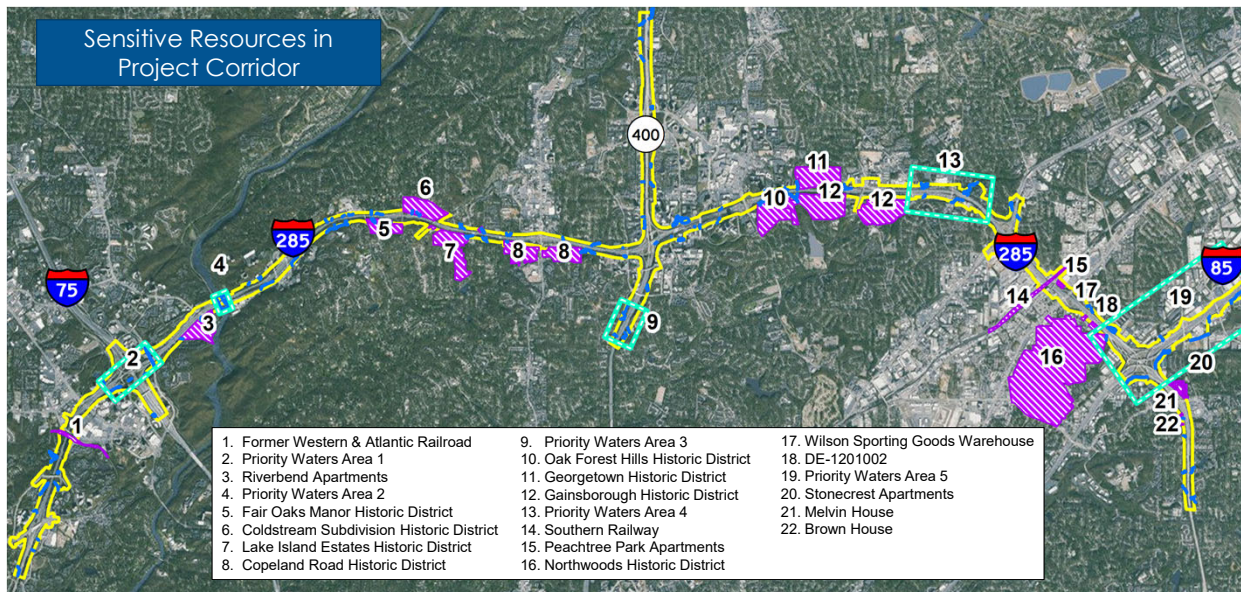 Sensitive Resources in
Project Corridor
400
11
13
6
12
10
12
5
285
7
8
8
4
285
15
85
75
17
19
14
18
3
9
2
16
20
21
1
22
1. Former Western & Atlantic Railroad
2. Priority Waters Area 1
3. Riverbend Apartments
4. Priority Waters Area 2
5. Fair Oaks Manor Historic District
6. Coldstream Subdivision Historic District
7. Lake Island Estates Historic District
8. Copeland Road Historic District
9. Priority Waters Area 3
10. Oak Forest Hills Historic District
11. Georgetown Historic District
12. Gainsborough Historic District
13. Priority Waters Area 4
14. Southern Railway
15. Peachtree Park Apartments
16. Northwoods Historic District
17. Wilson Sporting Goods Warehouse
18. DE-1201002
19. Priority Waters Area 5
20. Stonecrest Apartments
21. Melvin House
22. Brown House